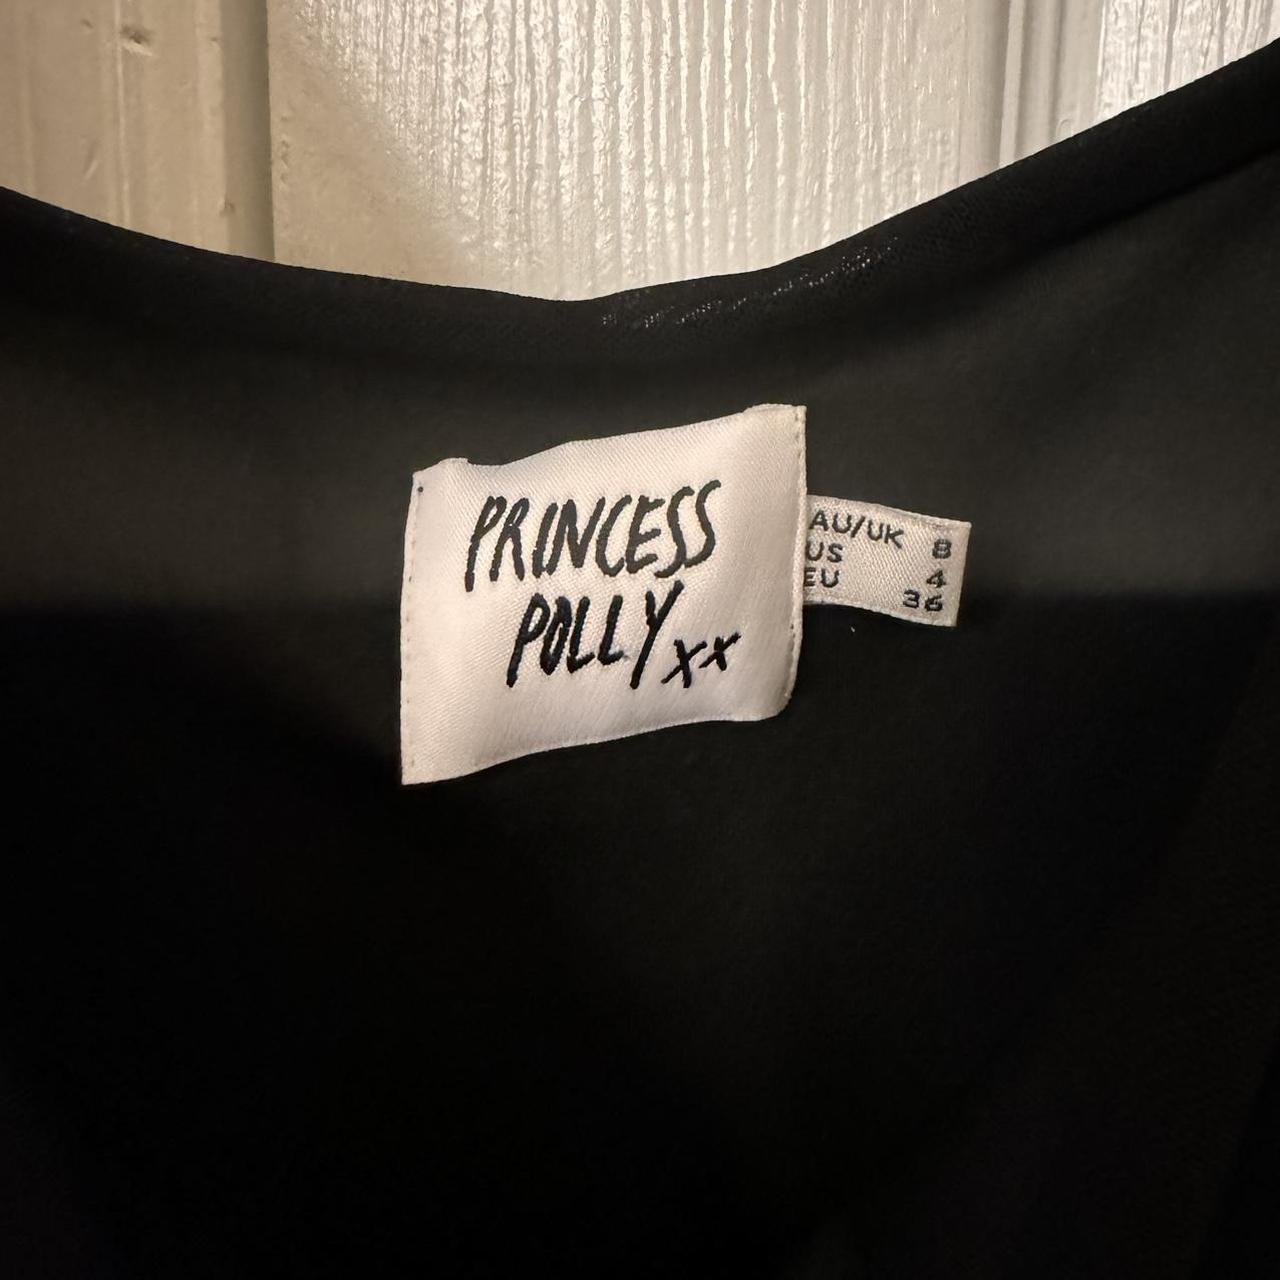 PRINCESS
POLLY xx
AU/UK 8
US 4
EU 36